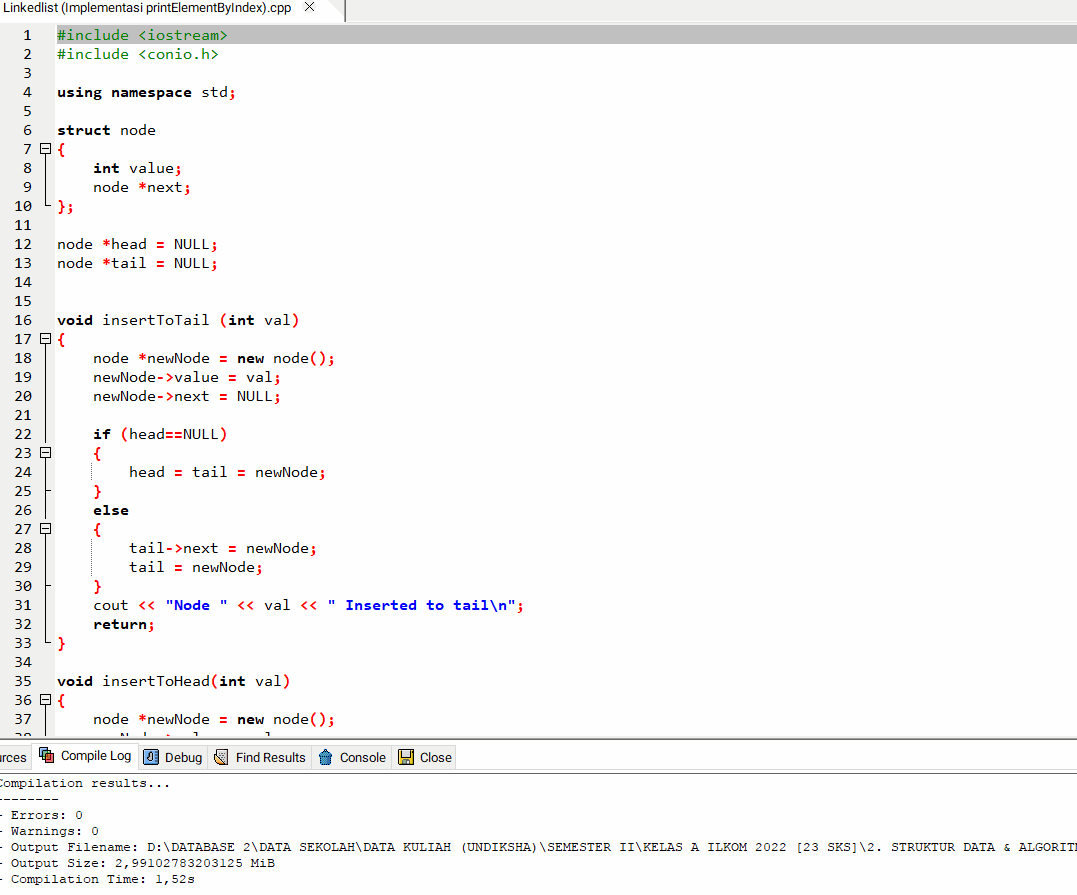 Linkedlist (Implementasi printElementByIndex).cpp
1 #include <iostream>
2 #include <conio.h>
3
4 using namespace std;
5
6 struct node
7 {
8 int value;
9 node *next;
10 };
11
12 node *head = NULL;
13 node *tail = NULL;
14
15
16 void insertToTail (int val)
17 {
18 node *newNode = new node();
19 newNode->value = val;
20 newNode->next = NULL;
21
22 if (head==NULL)
23 {
24 head = tail = newNode;
25 }
26 else
27 {
28 tail->next = newNode;
29 tail = newNode;
30 }
31 cout << "Node " << val << " Inserted to tail\n";
32 return;
33 }
34
35 void insertToHead(int val)
36 {
37 node *newNode = new node();
urces Compile Log Debug Find Results Console Close
Compilation results...
--------
- Errors: 0
- Warnings: 0
- Output Filename: D:\DATABASE 2\DATA SEKOLAH\DATA KULIAH (UNDIKSHA)\SEMESTER II\KELAS A ILKOM 2022 [23 SKS]\2. STRUKTUR DATA & ALGORIT
- Output Size: 2,99102783203125 MiB
- Compilation Time: 1,52s